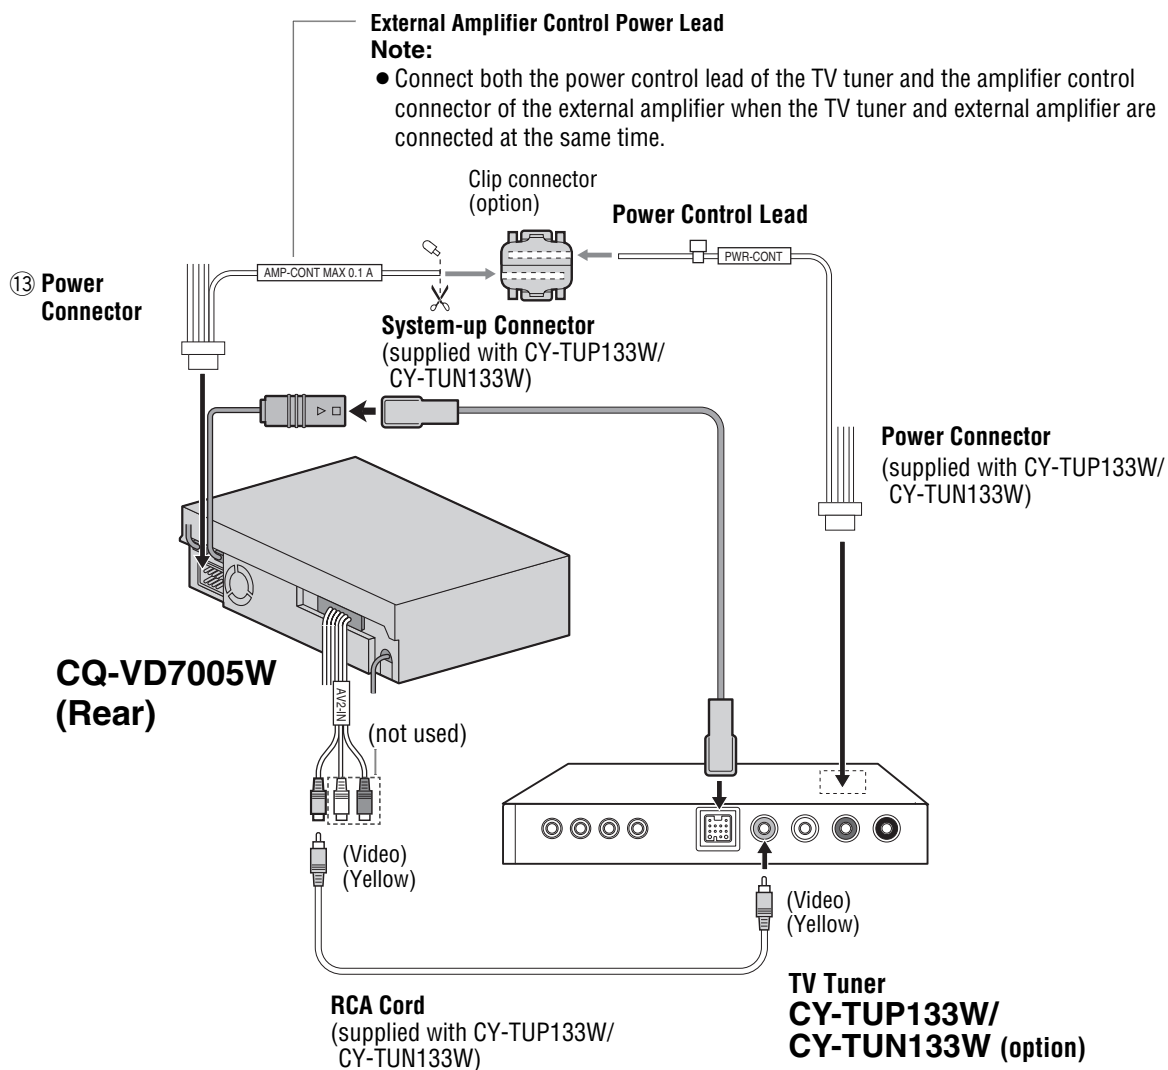 External Amplifier Control Power Lead
Note:
● Connect both the power control lead of the TV tuner and the amplifier control
connector of the external amplifier when the TV tuner and external amplifier are
connected at the same time.
Clip connector
(option)
Power Control Lead
AMP-CONT MAX 0.1 A
PWR-CONT
⑬ Power
Connector
System-up Connector
(supplied with CY-TUP133W/
CY-TUN133W)
Power Connector
(supplied with CY-TUP133W/
CY-TUN133W)
CQ-VD7005W
(Rear)
AV2-IN
(not used)
(Video)
(Yellow)
(Video)
(Yellow)
RCA Cord
(supplied with CY-TUP133W/
CY-TUN133W)
TV Tuner
CY-TUP133W/
CY-TUN133W (option)